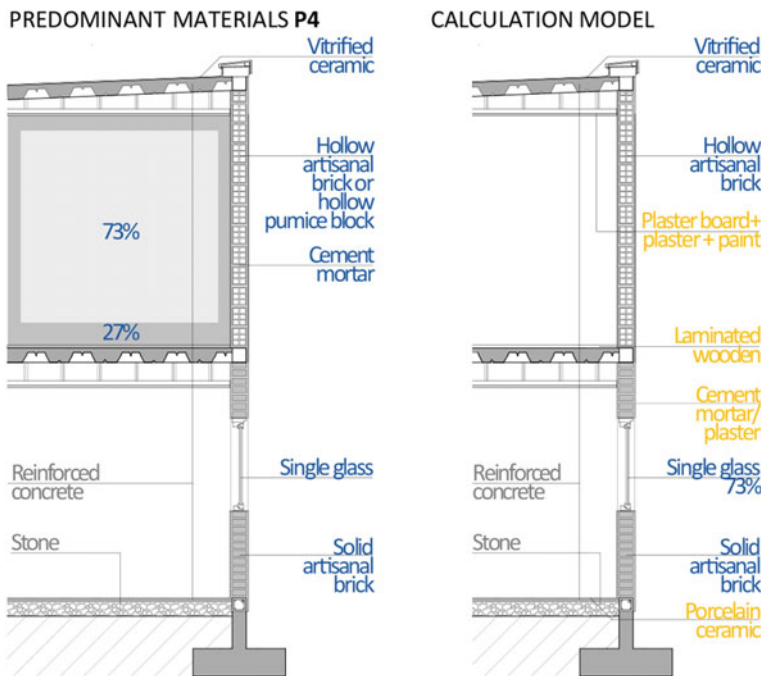 PREDOMINANT MATERIALS P4
Vitrified
ceramic
Hollow
artisanal
brick or
hollow
pumice block
73%
Cement
mortar
27%
Reinforced
concrete
Single glass
Stone
Solid
artisanal
brick
CALCULATION MODEL
Vitrified
ceramic
Hollow
artisanal
brick
Plaster board+
plaster + paint
Laminated
wooden
Cement
mortar/
plaster
Reinforced
concrete
Single glass
73%
Stone
Solid
artisanal
brick
Porcelain
ceramic